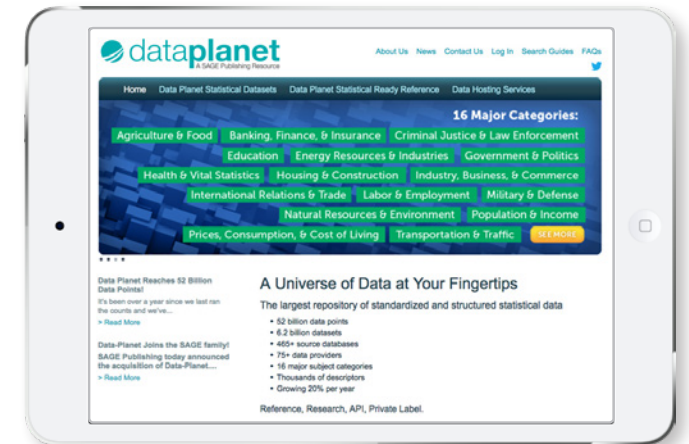 dataplanet
A SAGE Publishing Resource
About Us News Contact Us Log In Search Guides FAQs
Home Data Planet Statistical Datasets Data Planet Statistical Ready Reference Data Hosting Services
16 Major Categories:
Agriculture & Food Banking, Finance, & Insurance Criminal Justice & Law Enforcement
Education Energy Resources & Industries Government & Politics
Health & Vital Statistics Housing & Construction Industry, Business, & Commerce
International Relations & Trade Labor & Employment Military & Defense
Natural Resources & Environment Population & Income
Prices, Consumption, & Cost of Living Transportation & Traffic SEE MORE
Data Planet Reaches 52 Billion
Data Points!
It's been over a year since we last ran
the counts and we've...
> Read More
Data-Planet Joins the SAGE family!
SAGE Publishing today announced
the acquisition of Data-Planet....
> Read More
A Universe of Data at Your Fingertips
The largest repository of standardized and structured statistical data
• 52 billion data points
• 6.2 billion datasets
• 465+ source databases
• 75+ data providers
• 16 major subject categories
• Thousands of descriptors
• Growing 20% per year
Reference, Research, API, Private Label.